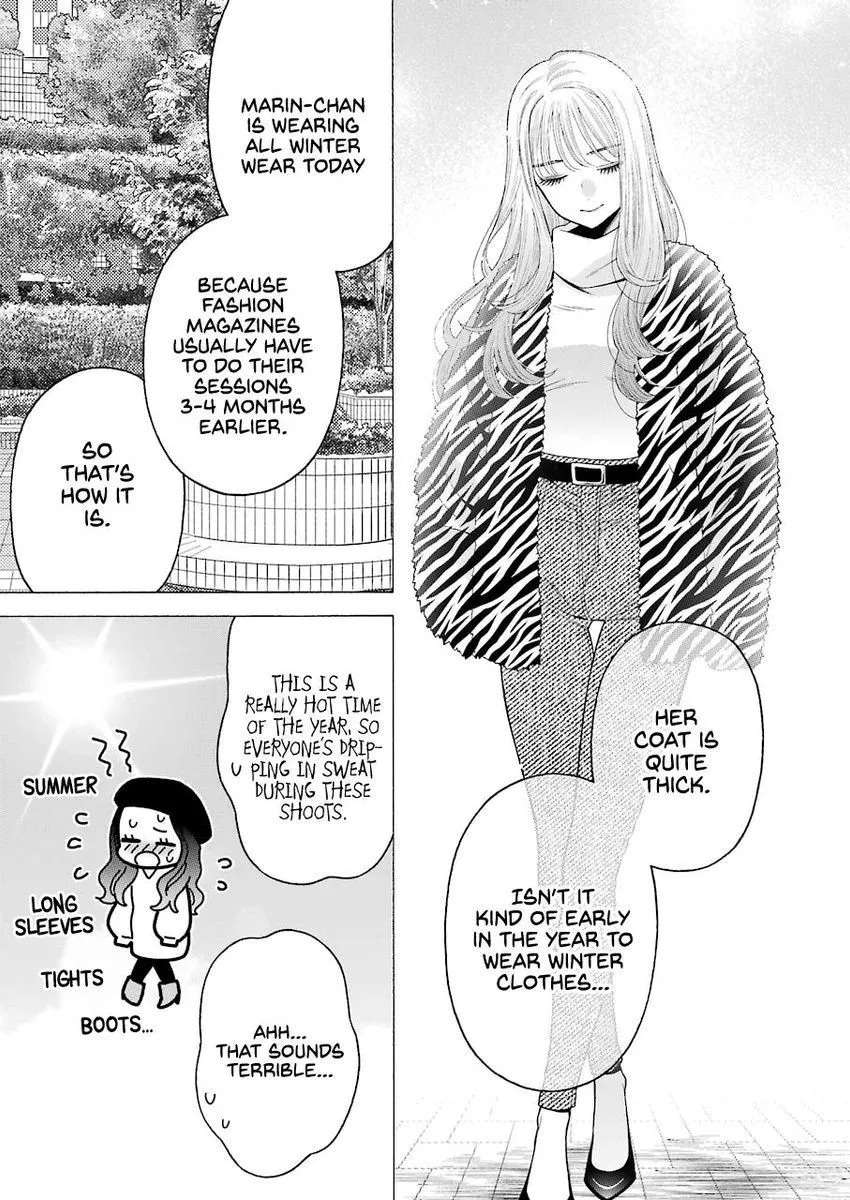 HER
COAT IS
QUITE
THICK.
ISN'T IT
KIND OF EARLY
IN THE YEAR TO
WEAR WINTER
CLOTHES...
MARIN-CHAN
IS WEARING
ALL WINTER
WEAR TODAY
BECAUSE
FASHION
MAGAZINES
USUALLY HAVE
TO DO THEIR
SESSIONS
3-4 MONTHS
EARLIER.
SO
THAT'S
HOW IT
IS.
THIS IS A
REALLY HOT TIME
OF THE YEAR, SO
EVERYONE'S DRIP-
PING IN SWEAT
DURING THESE
SHOOTS.
SUMMER
LONG
SLEEVES
TIGHTS
BOOTS...
AHH...
THAT SOUNDS
TERRIBLE...